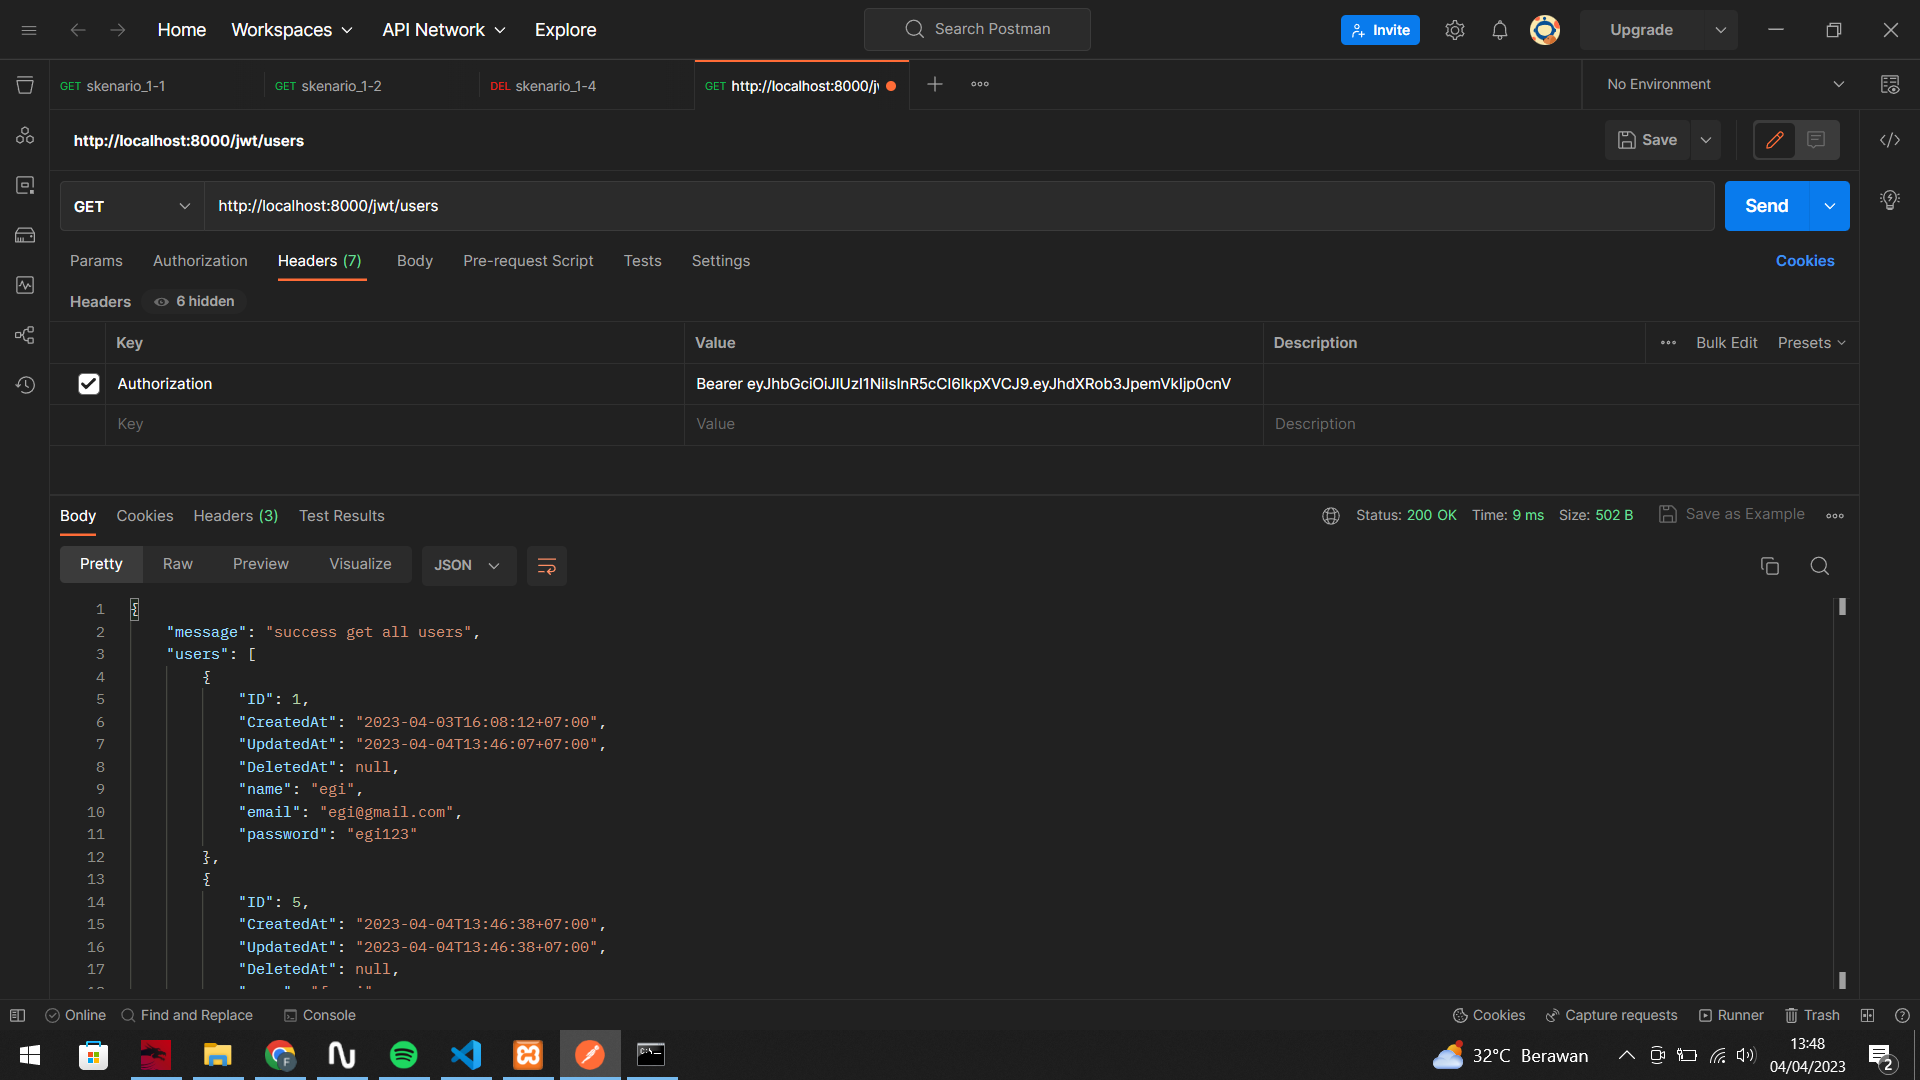 Home Workspaces API Network Explore Search Postman Invite Upgrade
GET skenario_1-1 GET skenario_1-2 DEL skenario_1-4 GET http://localhost:8000/j No Environment
http://localhost:8000/jwt/users Save
GET http://localhost:8000/jwt/users Send
Params Authorization Headers (7) Body Pre-request Script Tests Settings Cookies
Headers 6 hidden
Key Value Description Bulk Edit Presets
Authorization Bearer eyJhbGciOiJIUzI1NiIsInR5cCI6IkpXVCJ9.eyJhdXRob3JpemVkIjp0cnV
Key Value Description
Body Cookies Headers (3) Test Results Status: 200 OK Time: 9 ms Size: 502 B Save as Example
Pretty Raw Preview Visualize JSON
1 {
2 "message": "success get all users",
3 "users": [
4 {
5 "ID": 1,
6 "CreatedAt": "2023-04-03T16:08:12+07:00",
7 "UpdatedAt": "2023-04-04T13:46:07+07:00",
8 "DeletedAt": null,
9 "name": "egi",
10 "email": "egi@gmail.com",
11 "password": "egi123"
12 },
13 {
14 "ID": 5,
15 "CreatedAt": "2023-04-04T13:46:38+07:00",
16 "UpdatedAt": "2023-04-04T13:46:38+07:00",
17 "DeletedAt": null,
Online Find and Replace Console Cookies Capture requests Runner Trash
32°C Berawan 13:48
04/04/2023
2